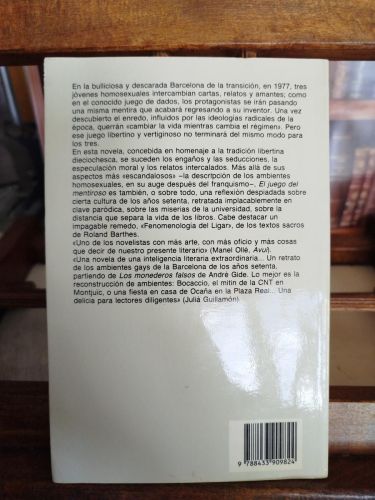 En la bulliciosa y descarada Barcelona de la transición, en 1977, tres
jóvenes homosexuales intercambian cartas, relatos y amantes; como
en el conocido juego de dados, los protagonistas se irán pasando
una misma mentira que acabará regresando a su inventor. Una vez
descubierto el enredo, influidos por las ideologías radicales de la
época, querrán «cambiar la vida mientras cambia el régimen». Pero
ese juego libertino y vertiginoso no terminará del mismo modo para
los tres.
En esta novela, concebida en homenaje a la tradición libertina
dieciochesca, se suceden los engaños y las seducciones, la
especulación moral y los relatos intercalados. Más allá de sus
aspectos más «escandalosos» –la descripción de los ambientes
homosexuales, en su auge después del franquismo–, El juego del
mentiroso es también, o sobre todo, una reflexión despiadada sobre
cierta cultura de los años setenta, retratada implacablemente en
clave paródica, sobre las miserias de la universidad, sobre la
distancia que separa la vida de los libros. Cabe destacar un
impagable remedo, «Fenomenología del Ligar», de los textos sacros
de Roland Barthes.
«Uno de los novelistas con más arte, con más oficio y más cosas
que decir de nuestro presente literario» (Manel Ollé, Avui).
«Una novela de una inteligencia literaria extraordinaria... Un retrato
de los ambientes gays de la Barcelona de los años setenta,
partiendo de Los monederos falsos de André Gide. Lo mejor es la
reconstrucción de ambientes: Bocaccio, el mitin de la CNT en
Montjuïc, o una fiesta en casa de Ocaña en la Plaza Real... Una
delicia para lectores diligentes» (Julià Guillamón).
9 788433 909824